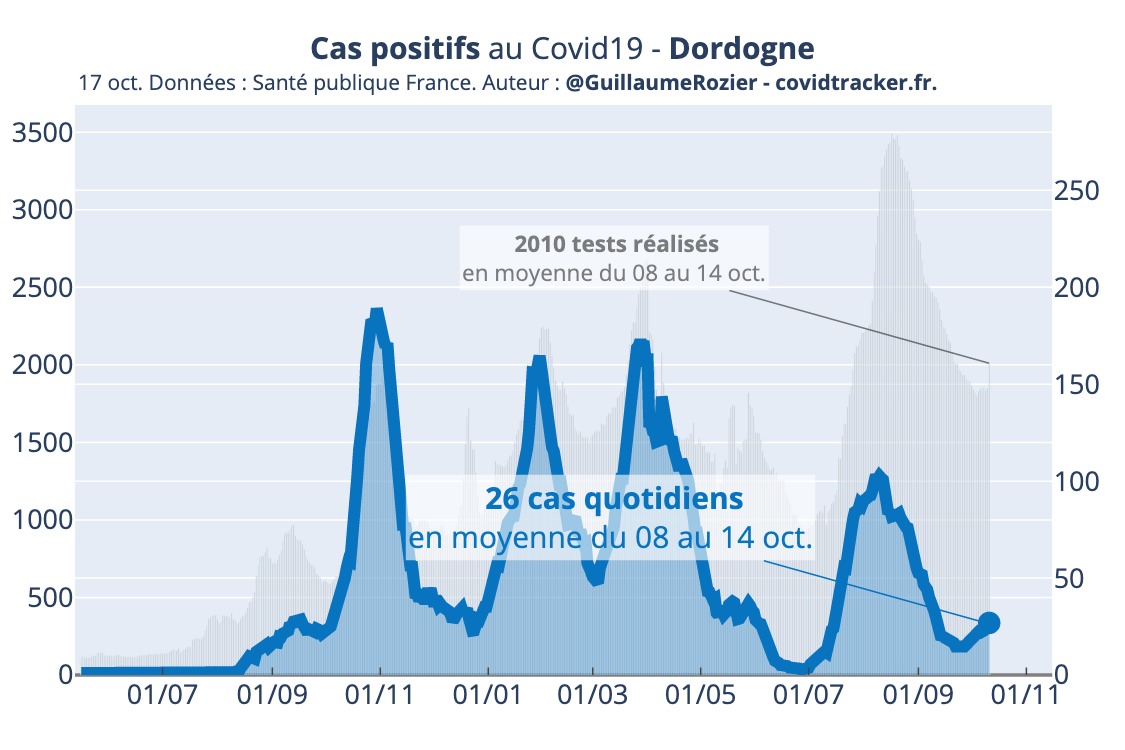 Cas positifs au Covid19 - Dordogne
17 oct. Données : Santé publique France. Auteur : @GuillaumeRozier - covidtracker.fr.
3500
3000
2500
2000
1500
1000
500
0
250
200
150
100
50
0
2010 tests réalisés
en moyenne du 08 au 14 oct.
26 cas quotidiens
en moyenne du 08 au 14 oct.
01/07 01/09 01/11 01/01 01/03 01/05 01/07 01/09 01/11